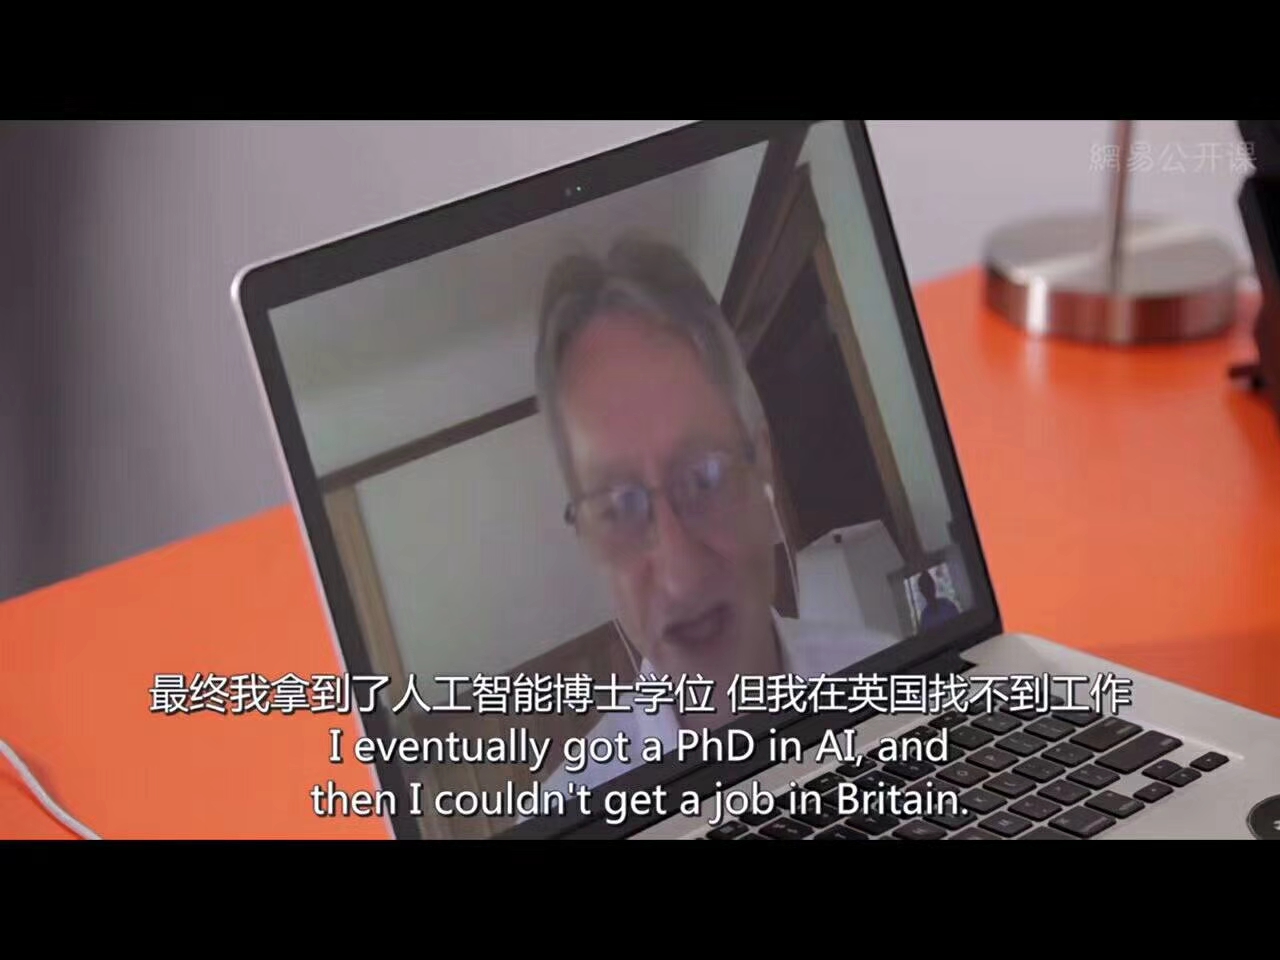 網易公开课
最终我拿到了人工智能博士学位 但我在英国找不到工作
I eventually got a PhD in AI, and
then I couldn't get a job in Britain.